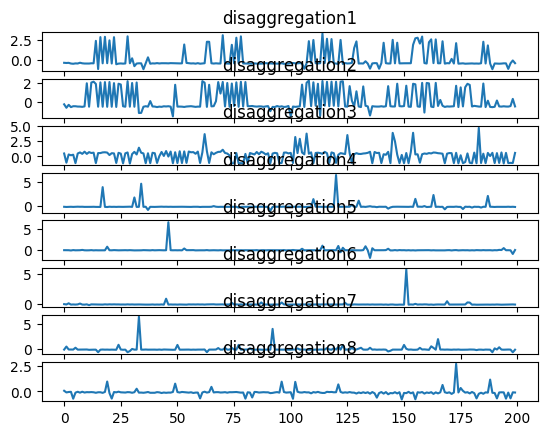 disaggregation1
2.5
0.0
disaggregation2
2
0
disaggregation3
5.0
2.5
0.0
disaggregation4
5
0
disaggregation5
5
0
disaggregation6
5
0
disaggregation7
5
0
disaggregation8
2.5
0.0
0 25 50 75 100 125 150 175 200